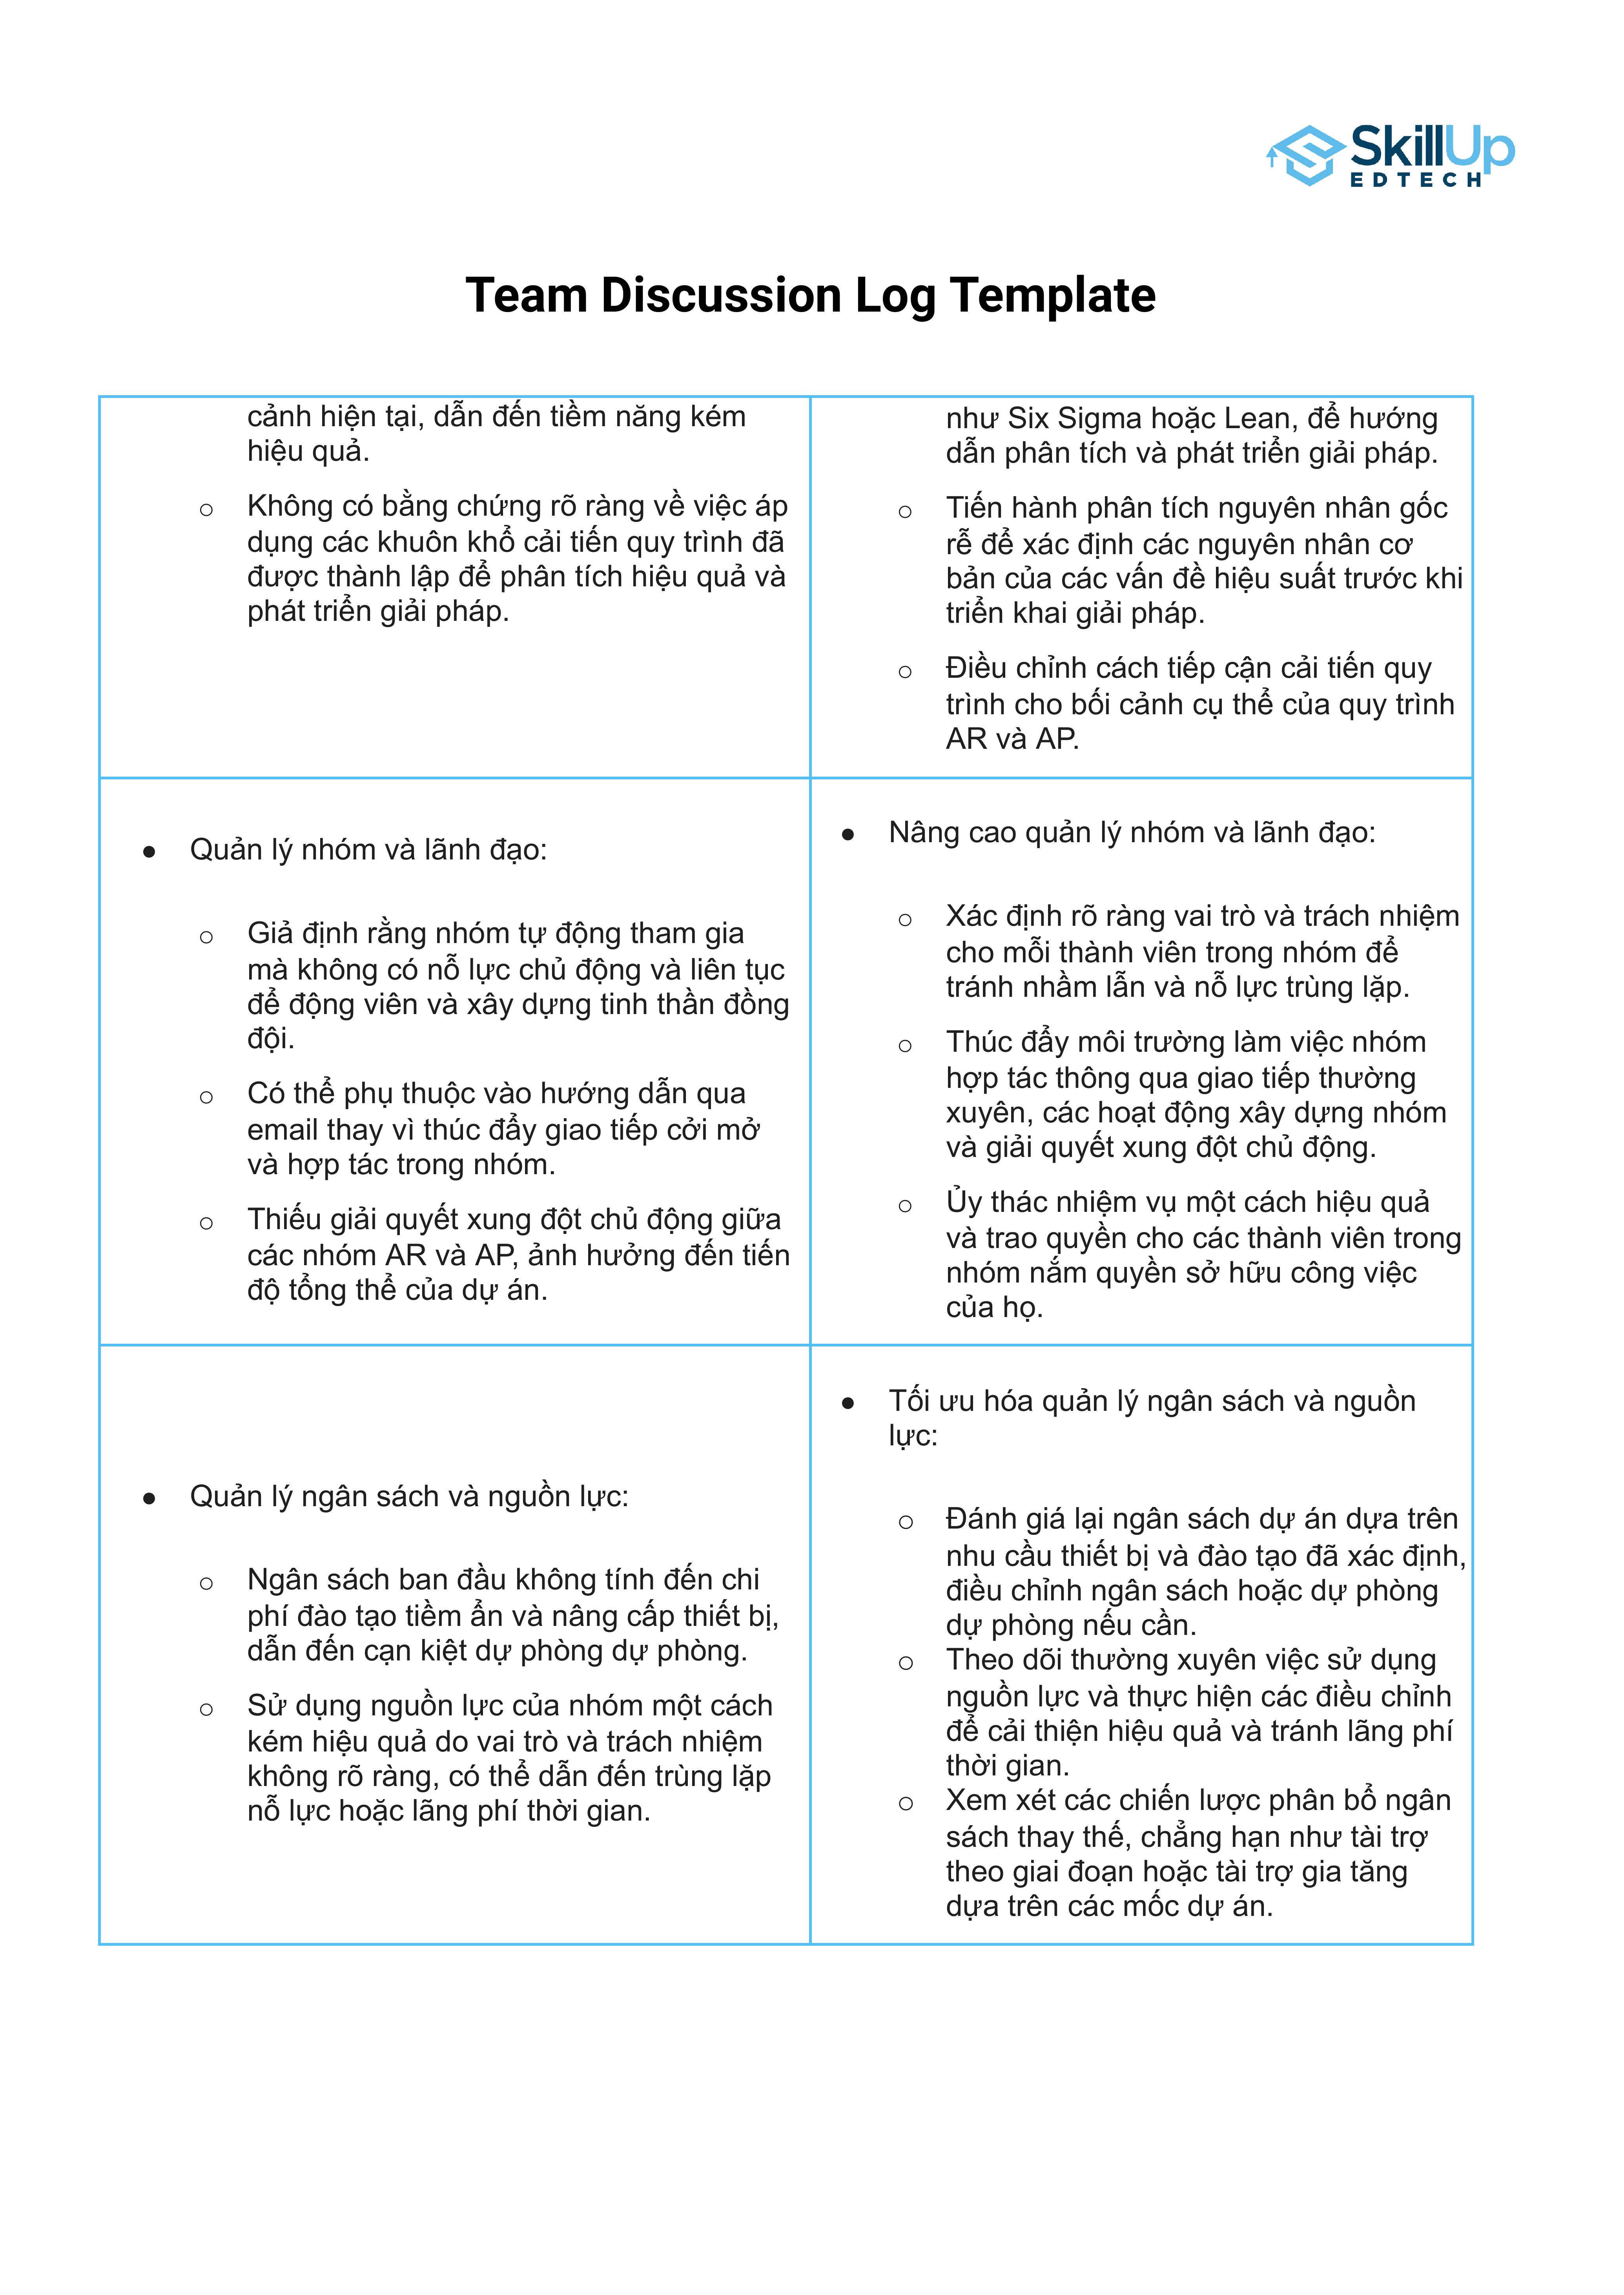 SkillUp
EDTECH
Team Discussion Log Template
cảnh hiện tại, dẫn đến tiềm năng kém
hiệu quả.
○ Không có bằng chứng rõ ràng về việc áp
dụng các khuôn khổ cải tiến quy trình đã
được thành lập để phân tích hiệu quả và
phát triển giải pháp.
như Six Sigma hoặc Lean, để hướng
dẫn phân tích và phát triển giải pháp.
○ Tiến hành phân tích nguyên nhân gốc
rễ để xác định các nguyên nhân cơ
bản của các vấn đề hiệu suất trước khi
triển khai giải pháp.
○ Điều chỉnh cách tiếp cận cải tiến quy
trình cho bối cảnh cụ thể của quy trình
AR và AP.
● Quản lý nhóm và lãnh đạo:
○ Giả định rằng nhóm tự động tham gia
mà không có nỗ lực chủ động và liên tục
để động viên và xây dựng tinh thần đồng
đội.
○ Có thể phụ thuộc vào hướng dẫn qua
email thay vì thúc đẩy giao tiếp cởi mở
và hợp tác trong nhóm.
○ Thiếu giải quyết xung đột chủ động giữa
các nhóm AR và AP, ảnh hưởng đến tiến
độ tổng thể của dự án.
● Nâng cao quản lý nhóm và lãnh đạo:
○ Xác định rõ ràng vai trò và trách nhiệm
cho mỗi thành viên trong nhóm để
tránh nhầm lẫn và nỗ lực trùng lặp.
○ Thúc đẩy môi trường làm việc nhóm
hợp tác thông qua giao tiếp thường
xuyên, các hoạt động xây dựng nhóm
và giải quyết xung đột chủ động.
○ Ủy thác nhiệm vụ một cách hiệu quả
và trao quyền cho các thành viên trong
nhóm nắm quyền sở hữu công việc
của họ.
● Quản lý ngân sách và nguồn lực:
○ Ngân sách ban đầu không tính đến chi
phí đào tạo tiềm ẩn và nâng cấp thiết bị,
dẫn đến cạn kiệt dự phòng dự phòng.
○ Sử dụng nguồn lực của nhóm một cách
kém hiệu quả do vai trò và trách nhiệm
không rõ ràng, có thể dẫn đến trùng lặp
nỗ lực hoặc lãng phí thời gian.
● Tối ưu hóa quản lý ngân sách và nguồn
lực:
○ Đánh giá lại ngân sách dự án dựa trên
nhu cầu thiết bị và đào tạo đã xác định,
điều chỉnh ngân sách hoặc dự phòng
dự phòng nếu cần.
○ Theo dõi thường xuyên việc sử dụng
nguồn lực và thực hiện các điều chỉnh
để cải thiện hiệu quả và tránh lãng phí
thời gian.
○ Xem xét các chiến lược phân bổ ngân
sách thay thế, chẳng hạn như tài trợ
theo giai đoạn hoặc tài trợ gia tăng
dựa trên các mốc dự án.